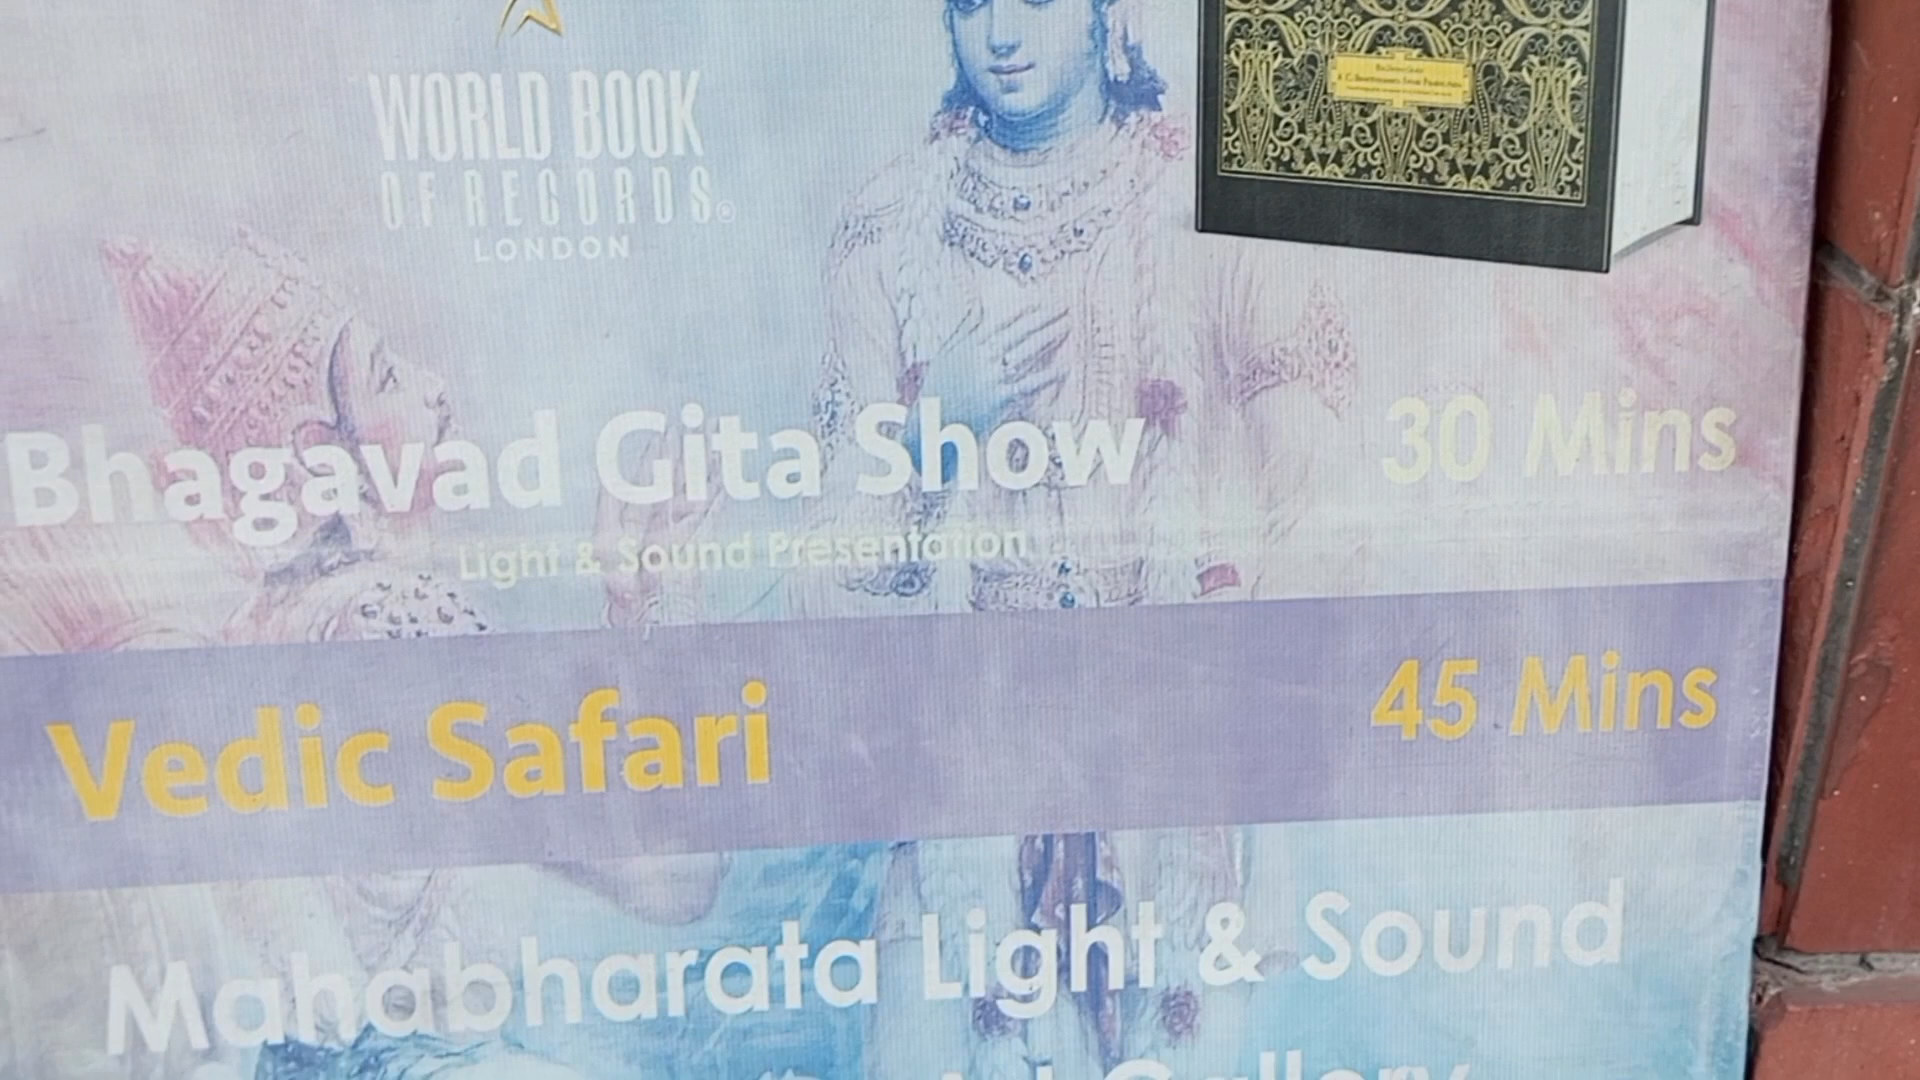 WORLD BOOK
OF RECORDS®
LONDON
Bhagavad Gita Show 30 Mins
Light & Sound Presentation
Vedic Safari 45 Mins
Mahabharata Light & Sound
Gallery